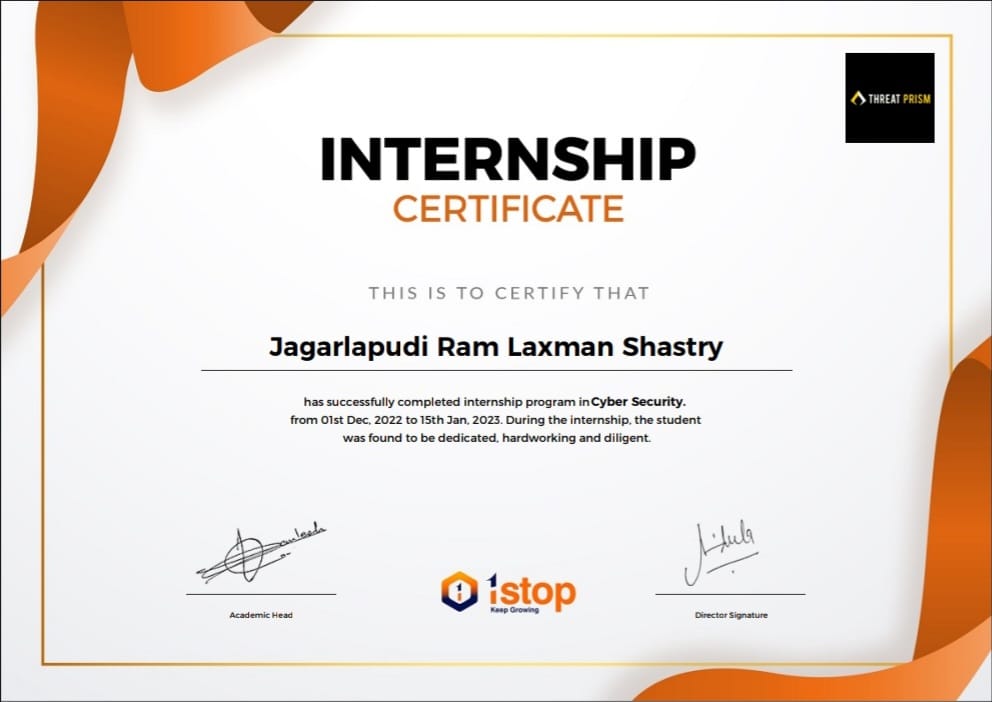 THREAT PRISM
INTERNSHIP
CERTIFICATE
THIS IS TO CERTIFY THAT
Jagarlapudi Ram Laxman Shastry
has successfully completed internship program in Cyber Security.
from 01st Dec, 2022 to 15th Jan, 2023. During the internship, the student
was found to be dedicated, hardworking and diligent.
1stop
Keep Growing
Academic Head
Director Signature